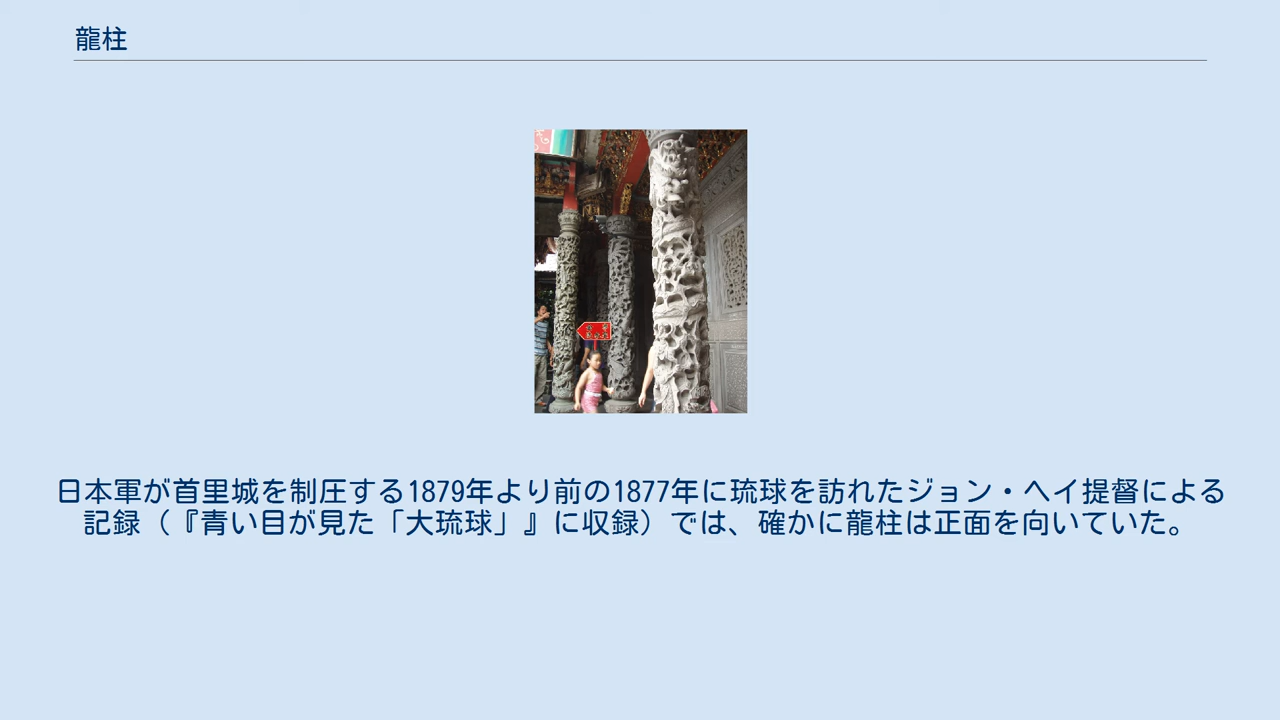 龍柱
日本軍が首里城を制圧する1879年より前の1877年に琉球を訪れたジョン・ヘイ提督による
記録（『青い目が見た「大琉球」』に収録）では、確かに龍柱は正面を向いていた。